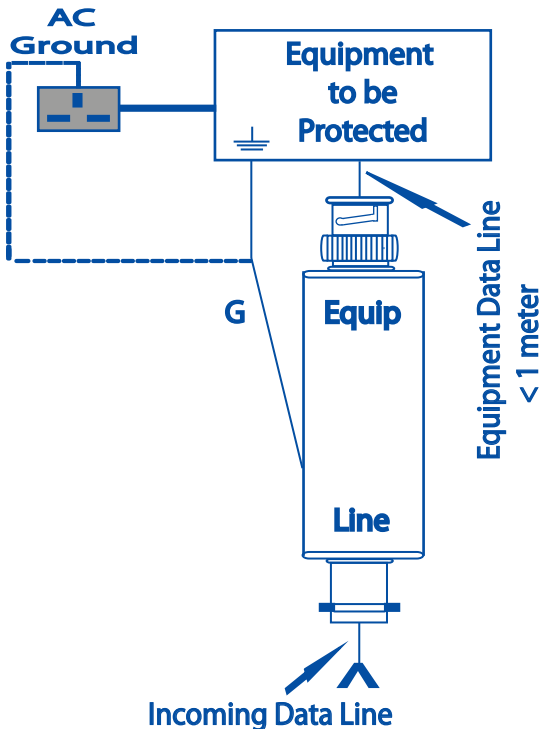 AC
Ground
Equipment
to be
Protected
G
Equip
Equipment Data Line
< 1 meter
Line
Incoming Data Line